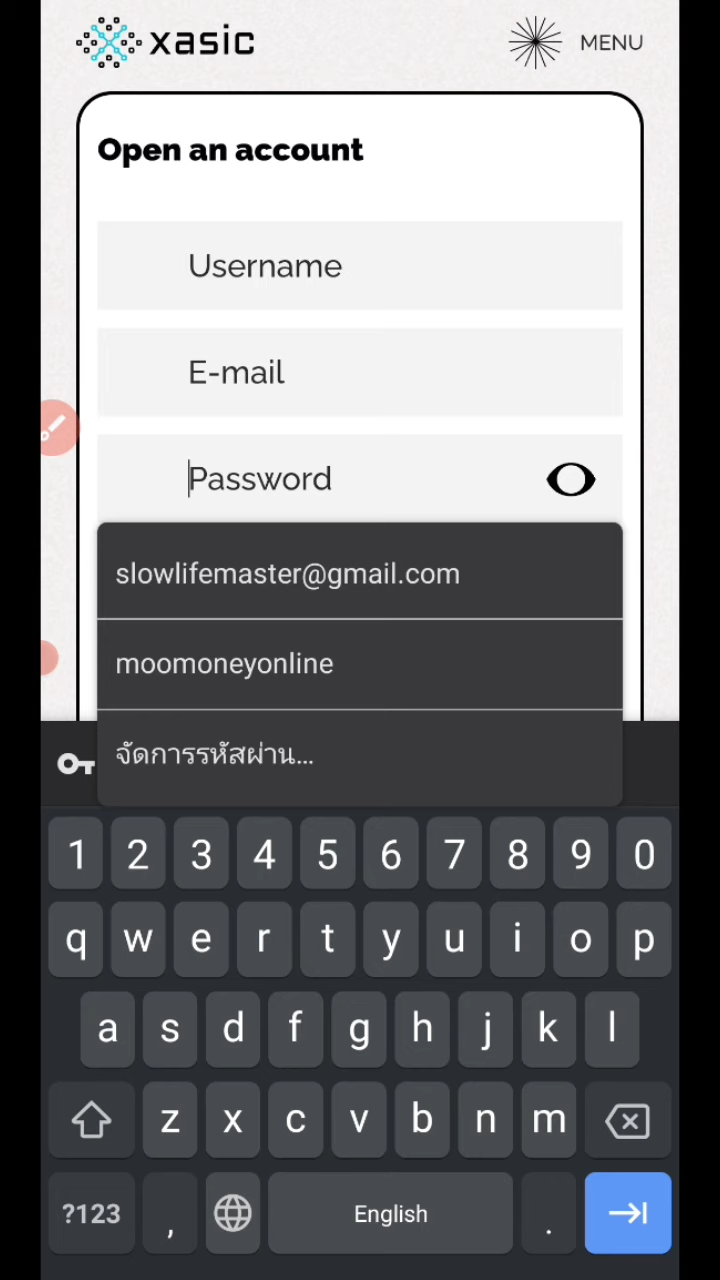 xasic
MENU
Open an account
Username
E-mail
Password
slowlifemaster@gmail.com
moomoneyonline
จัดการรหัสผ่าน...
1 2 3 4 5 6 7 8 9 0
q w e r t y u i o p
a s d f g h j k l
z x c v b n m
?123 , English .